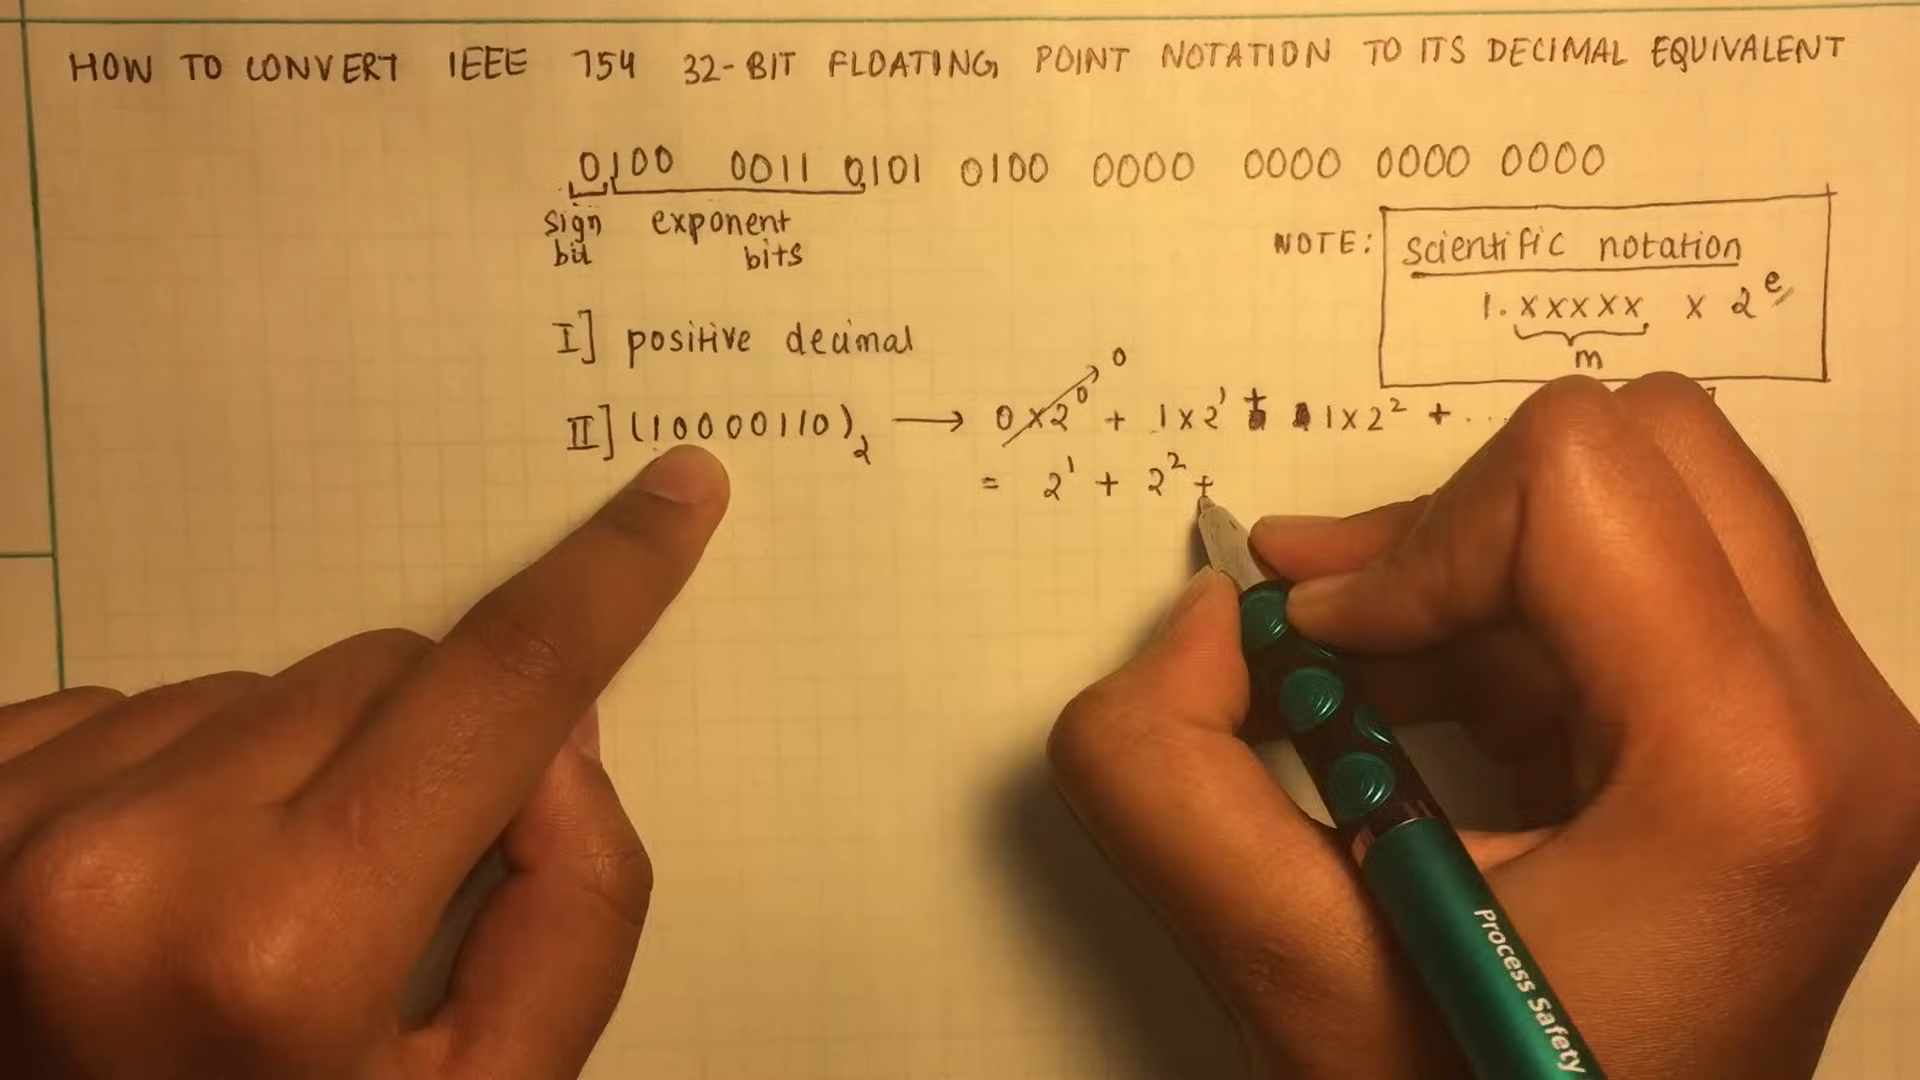 HOW TO CONVERT IEEE 754 32-BIT FLOATING POINT NOTATION TO ITS DECIMAL EQUIVALENT
0100 0011 0101 0100 0000 0000 0000 0000
sign bit
exponent bits
NOTE:
scientific notation
1.xxxxx x 2^e
m
I] positive decimal
II] (10000110)₂ → 0x2⁰ + 1x2¹ + 1x2² + ...
0
= 2¹ + 2² +
Process Safety